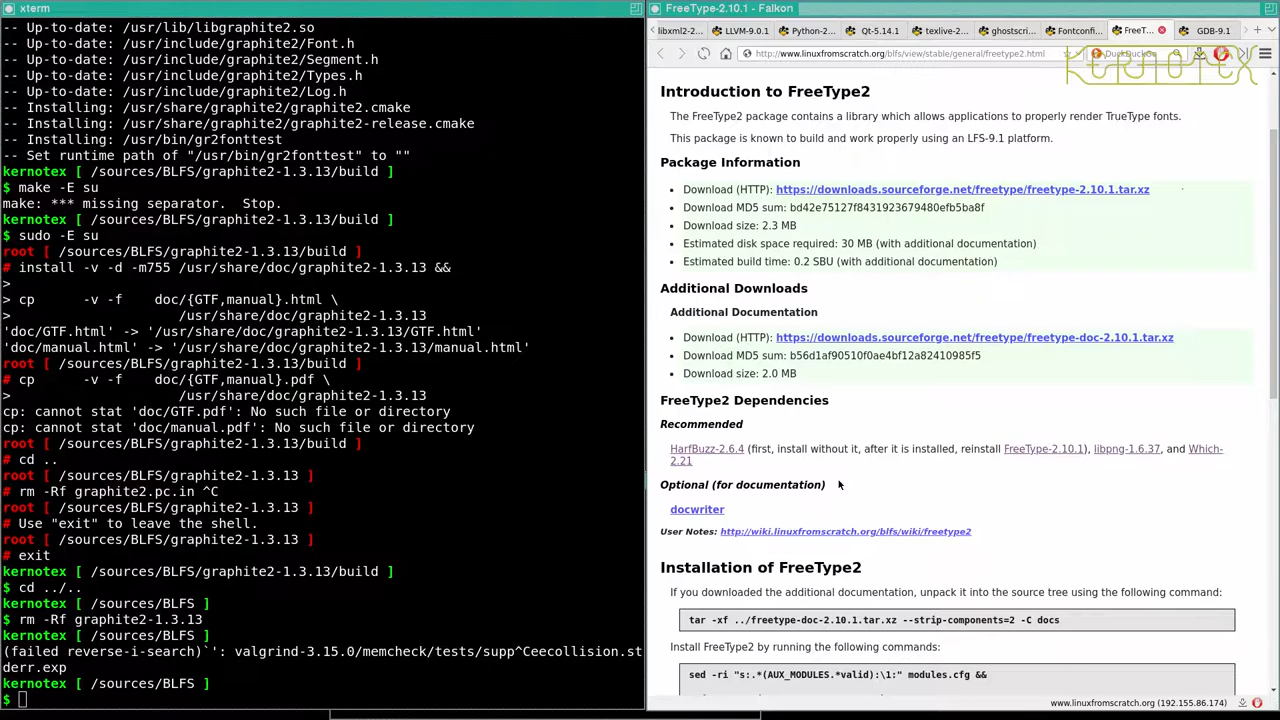 xterm
-- Up-to-date: /usr/lib/libgraphite2.so
-- Up-to-date: /usr/include/graphite2/Font.h
-- Up-to-date: /usr/include/graphite2/Segment.h
-- Up-to-date: /usr/include/graphite2/Types.h
-- Up-to-date: /usr/include/graphite2/Log.h
-- Installing: /usr/share/graphite2/graphite2.cmake
-- Installing: /usr/share/graphite2/graphite2-release.cmake
-- Installing: /usr/bin/gr2fonttest
-- Set runtime path of "/usr/bin/gr2fonttest" to ""
kernotex [ /sources/BLFS/graphite2-1.3.13/build ]
$ make -E su
make: *** missing separator.  Stop.
kernotex [ /sources/BLFS/graphite2-1.3.13/build ]
$ sudo -E su
root [ /sources/BLFS/graphite2-1.3.13/build ]
# install -v -d -m755 /usr/share/doc/graphite2-1.3.13 &&
>
> cp      -v -f    doc/{GTF,manual}.html \
>                  /usr/share/doc/graphite2-1.3.13
'doc/GTF.html' -> '/usr/share/doc/graphite2-1.3.13/GTF.html'
'doc/manual.html' -> '/usr/share/doc/graphite2-1.3.13/manual.html'
root [ /sources/BLFS/graphite2-1.3.13/build ]
# cp      -v -f    doc/{GTF,manual}.pdf \
>                  /usr/share/doc/graphite2-1.3.13
cp: cannot stat 'doc/GTF.pdf': No such file or directory
cp: cannot stat 'doc/manual.pdf': No such file or directory
root [ /sources/BLFS/graphite2-1.3.13/build ]
# cd ..
root [ /sources/BLFS/graphite2-1.3.13 ]
# rm -Rf graphite2.pc.in ^C
root [ /sources/BLFS/graphite2-1.3.13 ]
# Use "exit" to leave the shell.
root [ /sources/BLFS/graphite2-1.3.13 ]
# exit
kernotex [ /sources/BLFS/graphite2-1.3.13/build ]
$ cd ../..
kernotex [ /sources/BLFS ]
$ rm -Rf graphite2-1.3.13
kernotex [ /sources/BLFS ]
(failed reverse-i-search)`': valgrind-3.15.0/memcheck/tests/supp^Ceecollision.st
derr.exp
kernotex [ /sources/BLFS ]
$
FreeType-2.10.1 - Falkon
libxml2-2... LLVM-9.0.1 Python-2... Qt-5.14.1 texlive-2... ghostscri... Fontconfi... FreeT... GDB-9.1
http://www.linuxfromscratch.org/blfs/view/stable/general/freetype2.html DuckDuckGo
KERNOTEX
Introduction to FreeType2
The FreeType2 package contains a library which allows applications to properly render TrueType fonts.
This package is known to build and work properly using an LFS-9.1 platform.
Package Information
• Download (HTTP): https://downloads.sourceforge.net/freetype/freetype-2.10.1.tar.xz
• Download MD5 sum: bd42e75127f8431923679480efb5ba8f
• Download size: 2.3 MB
• Estimated disk space required: 30 MB (with additional documentation)
• Estimated build time: 0.2 SBU (with additional documentation)
Additional Downloads
Additional Documentation
• Download (HTTP): https://downloads.sourceforge.net/freetype/freetype-doc-2.10.1.tar.xz
• Download MD5 sum: b56d1af90510f0ae4bf12a82410985f5
• Download size: 2.0 MB
FreeType2 Dependencies
Recommended
HarfBuzz-2.6.4 (first, install without it, after it is installed, reinstall FreeType-2.10.1), libpng-1.6.37, and Which-
2.21
Optional (for documentation)
docwriter
User Notes: http://wiki.linuxfromscratch.org/blfs/wiki/freetype2
Installation of FreeType2
If you downloaded the additional documentation, unpack it into the source tree using the following command:
tar -xf ../freetype-doc-2.10.1.tar.xz --strip-components=2 -C docs
Install FreeType2 by running the following commands:
sed -ri "s:.*(AUX_MODULES.*valid):\1:" modules.cfg &&
www.linuxfromscratch.org (192.155.86.174)